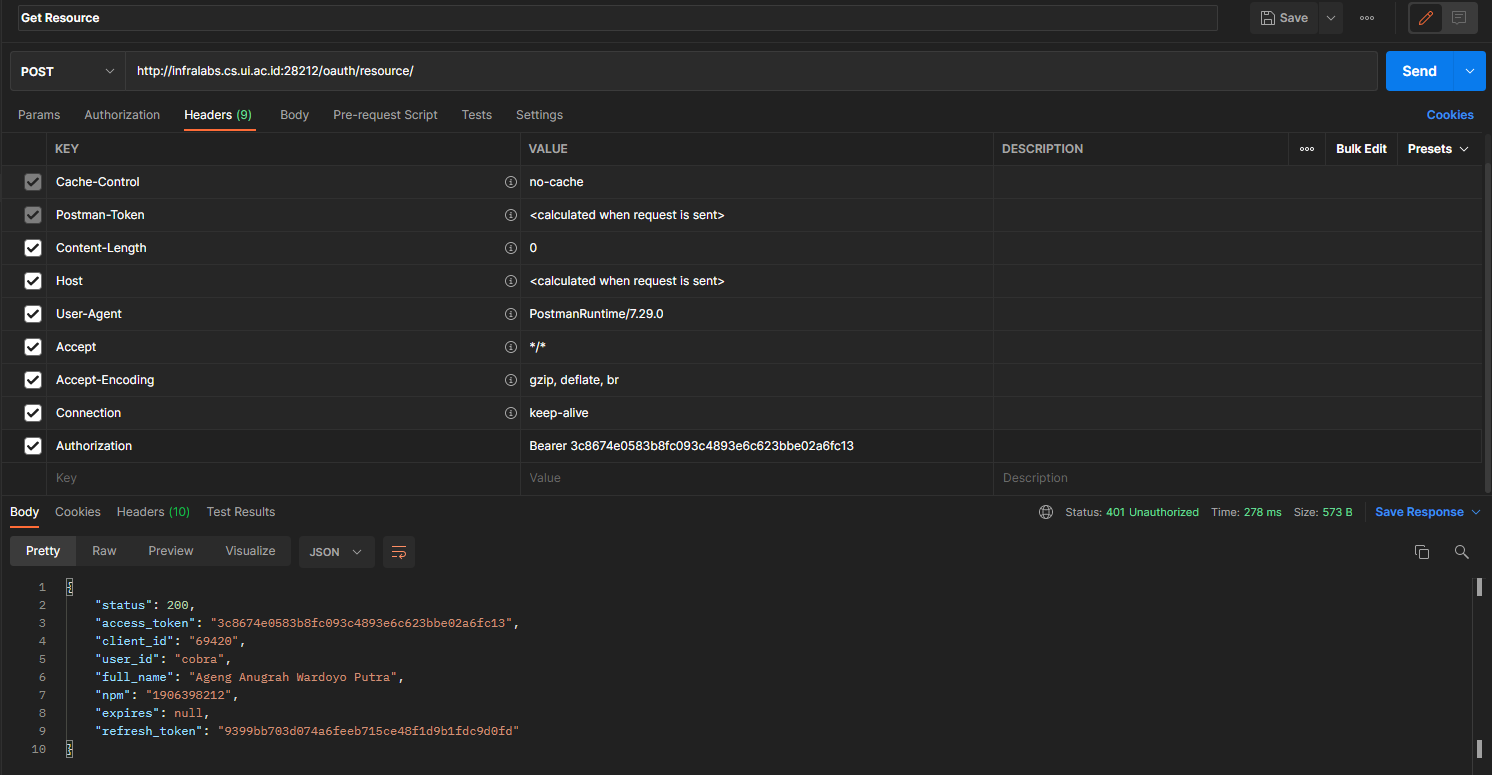 Get Resource
Save
POST
http://infralabs.cs.ui.ac.id:28212/oauth/resource/
Send
Params Authorization Headers (9) Body Pre-request Script Tests Settings Cookies
KEY VALUE DESCRIPTION Bulk Edit Presets
Cache-Control no-cache
Postman-Token <calculated when request is sent>
Content-Length 0
Host <calculated when request is sent>
User-Agent PostmanRuntime/7.29.0
Accept */*
Accept-Encoding gzip, deflate, br
Connection keep-alive
Authorization Bearer 3c8674e0583b8fc093c4893e6c623bbe02a6fc13
Key Value Description
Body Cookies Headers (10) Test Results Status: 401 Unauthorized Time: 278 ms Size: 573 B Save Response
Pretty Raw Preview Visualize JSON
1 {
2 "status": 200,
3 "access_token": "3c8674e0583b8fc093c4893e6c623bbe02a6fc13",
4 "client_id": "69420",
5 "user_id": "cobra",
6 "full_name": "Ageng Anugrah Wardoyo Putra",
7 "npm": "1906398212",
8 "expires": null,
9 "refresh_token": "9399bb703d074a6feeb715ce48f1d9b1fdc9d0fd"
10 }